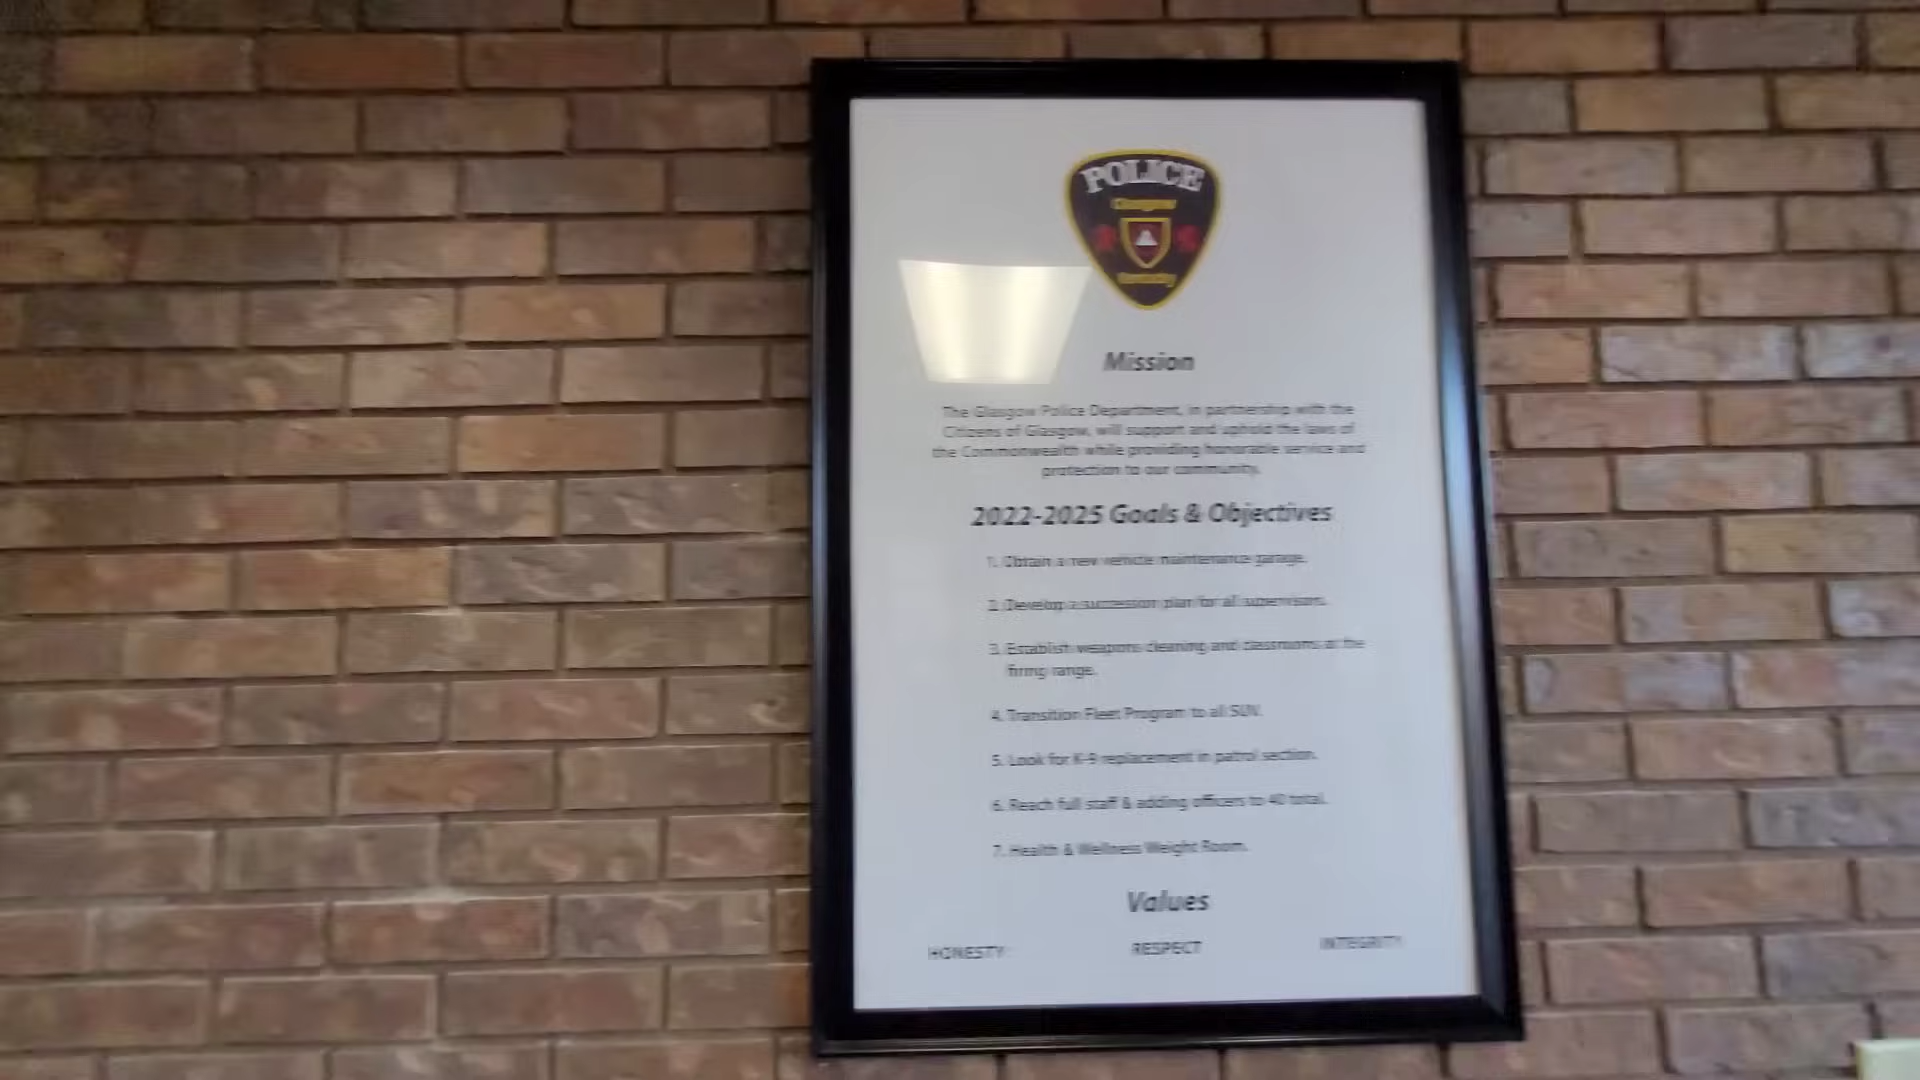 POLICE
Glasgow
Kentucky
Mission
The Glasgow Police Department, in partnership with the
Citizens of Glasgow, will support and uphold the laws of
the Commonwealth while providing honorable service and
protection to our community.
2022-2025 Goals & Objectives
1. Obtain a new vehicle maintenance garage.
2. Develop a succession plan for all supervisors.
3. Establish weapons cleaning and classrooms at the
firing range.
4. Transition Fleet Program to all SUV.
5. Look for K-9 replacement in patrol section.
6. Reach full staff & adding officers to 40 total.
7. Health & Wellness Weight Room.
Values
HONESTY RESPECT INTEGRITY